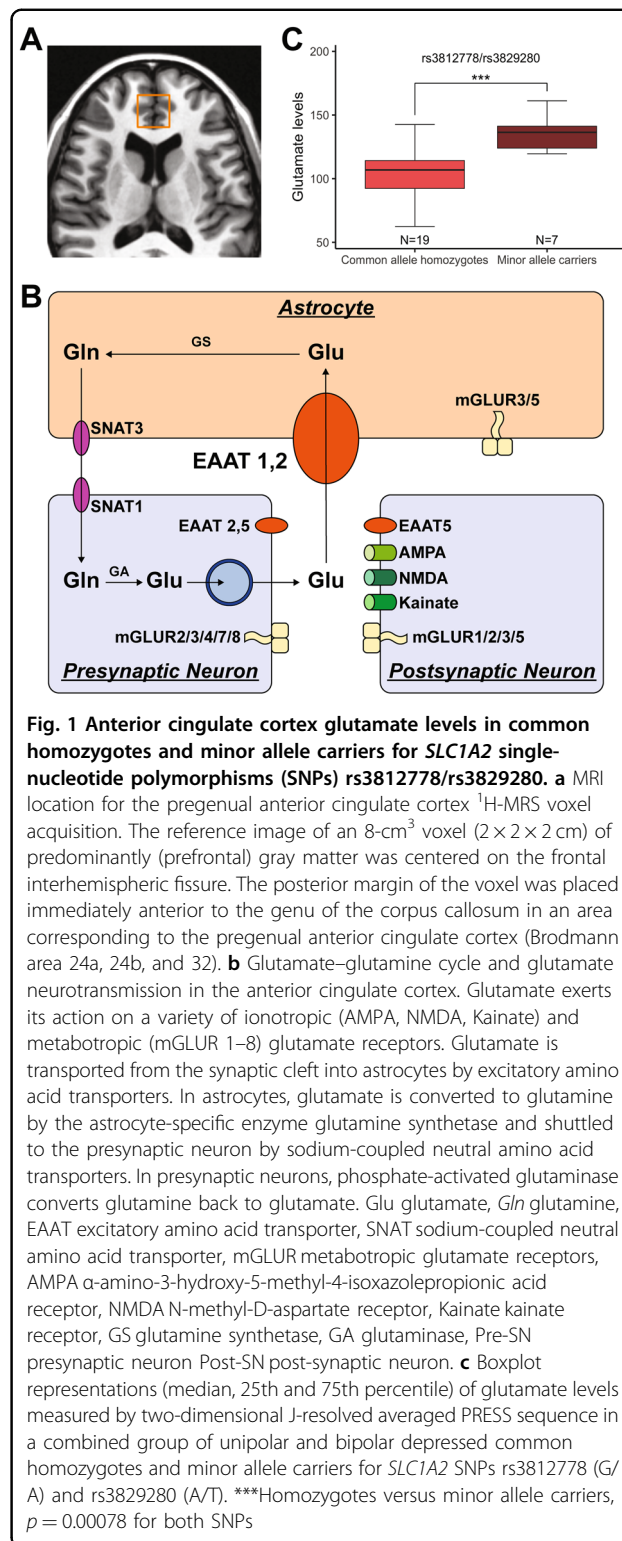 A
C
200
rs3812778/rs3829280
***
150
Glutamate levels
100
50
N=19
N=7
Common allele homozygotes
Minor allele carriers
B
Astrocyte
Gln
GS
Glu
mGLUR3/5
SNAT3
EAAT 1,2
SNAT1
EAAT 2,5
EAAT5
AMPA
Gln
GA
Glu
Glu
NMDA
Kainate
mGLUR2/3/4/7/8
mGLUR1/2/3/5
Presynaptic Neuron
Postsynaptic Neuron
Fig. 1 Anterior cingulate cortex glutamate levels in common
homozygotes and minor allele carriers for SLC1A2 single-
nucleotide polymorphisms (SNPs) rs3812778/rs3829280. a MRI
location for the pregenual anterior cingulate cortex ¹H-MRS voxel
acquisition. The reference image of an 8-cm³ voxel (2 × 2 × 2 cm) of
predominantly (prefrontal) gray matter was centered on the frontal
interhemispheric fissure. The posterior margin of the voxel was placed
immediately anterior to the genu of the corpus callosum in an area
corresponding to the pregenual anterior cingulate cortex (Brodmann
area 24a, 24b, and 32). b Glutamate–glutamine cycle and glutamate
neurotransmission in the anterior cingulate cortex. Glutamate exerts
its action on a variety of ionotropic (AMPA, NMDA, Kainate) and
metabotropic (mGLUR 1–8) glutamate receptors. Glutamate is
transported from the synaptic cleft into astrocytes by excitatory amino
acid transporters. In astrocytes, glutamate is converted to glutamine
by the astrocyte-specific enzyme glutamine synthetase and shuttled
to the presynaptic neuron by sodium-coupled neutral amino acid
transporters. In presynaptic neurons, phosphate-activated glutaminase
converts glutamine back to glutamate. Glu glutamate, Gln glutamine,
EAAT excitatory amino acid transporter, SNAT sodium-coupled neutral
amino acid transporter, mGLUR metabotropic glutamate receptors,
AMPA α-amino-3-hydroxy-5-methyl-4-isoxazolepropionic acid
receptor, NMDA N-methyl-D-aspartate receptor, Kainate kainate
receptor, GS glutamine synthetase, GA glutaminase, Pre-SN
presynaptic neuron Post-SN post-synaptic neuron. c Boxplot
representations (median, 25th and 75th percentile) of glutamate levels
measured by two-dimensional J-resolved averaged PRESS sequence in
a combined group of unipolar and bipolar depressed common
homozygotes and minor allele carriers for SLC1A2 SNPs rs3812778 (G/
A) and rs3829280 (A/T). ***Homozygotes versus minor allele carriers,
p = 0.00078 for both SNPs